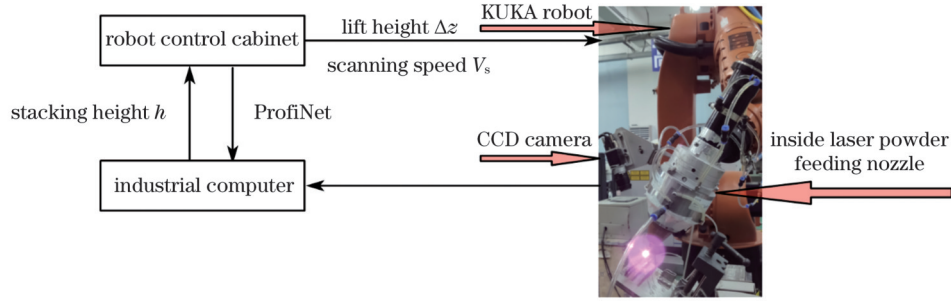 KUKA robot
robot control cabinet
lift height Δz
scanning speed Vs
stacking height h
ProfiNet
CCD camera
inside laser powder
feeding nozzle
industrial computer